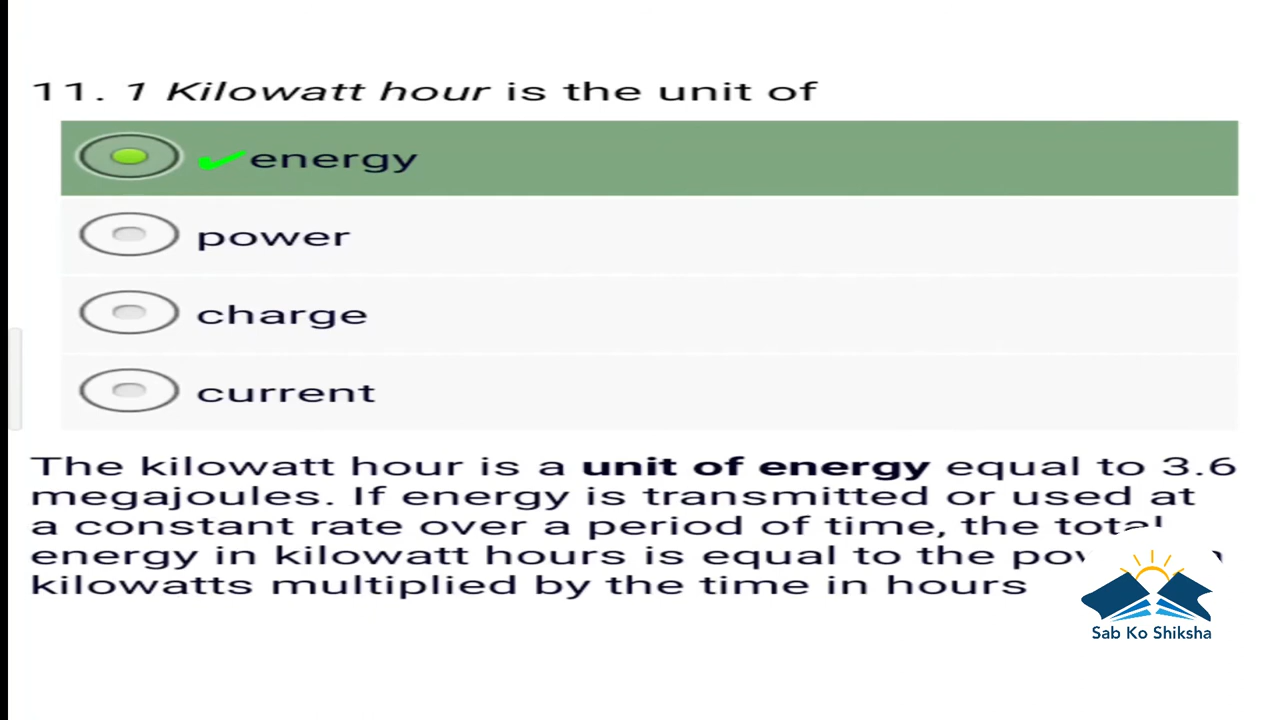 11. 1 Kilowatt hour is the unit of
energy
power
charge
current
The kilowatt hour is a unit of energy equal to 3.6
megajoules. If energy is transmitted or used at
a constant rate over a period of time, the total
energy in kilowatt hours is equal to the
kilowatts multiplied by the time in hours
Sab Ko Shiksha